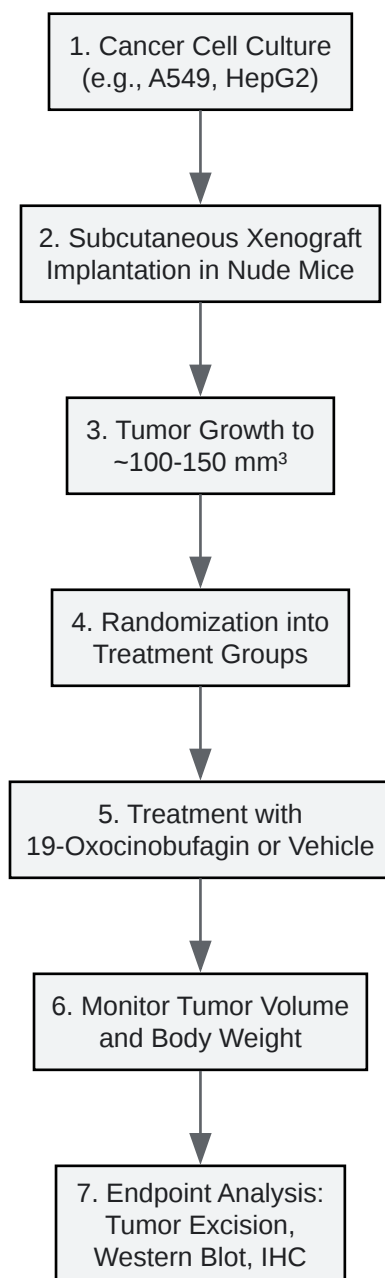 1. Cancer Cell Culture
(e.g., A549, HepG2)
2. Subcutaneous Xenograft
Implantation in Nude Mice
3. Tumor Growth to
~100-150 mm³
4. Randomization into
Treatment Groups
5. Treatment with
19-Oxocinobufagin or Vehicle
6. Monitor Tumor Volume
and Body Weight
7. Endpoint Analysis:
Tumor Excision,
Western Blot, IHC